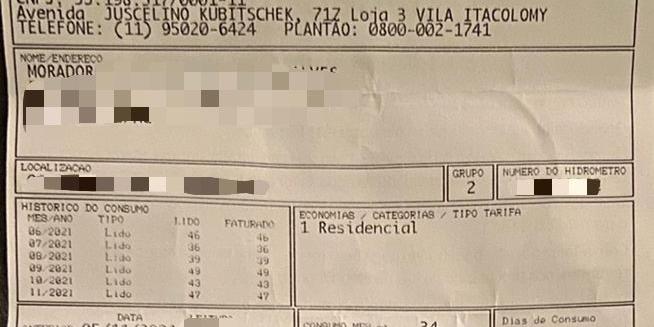 Avenida JUSCELINO KUBITSCHEK, 717 Loja 3 VILA ITACOLOMY
TELEFONE: (11) 95020-6424 PLANTÃO: 0800-002-1741
NOME/ENDERECO
MORADOR
LOCALIZACAO
GRUPO
2
NUMERO DO HIDROMETRO
HISTORICO DO CONSUMO
MES/ANO TIPO LIDO FATURADO
06/2021 Lido 46 46
07/2021 Lido 36 36
08/2021 Lido 39 39
09/2021 Lido 49 49
10/2021 Lido 43 43
11/2021 Lido 47 47
ECONOMIAS / CATEGORIAS / TIPO TARIFA
1 Residencial
DATA
34
Dias de Consumo